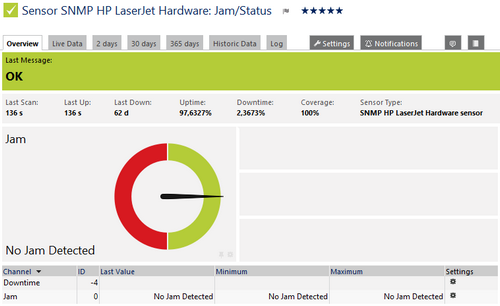 Sensor SNMP HP LaserJet Hardware: Jam/Status
Overview Live Data 2 days 30 days 365 days Historic Data Log Settings Notifications
Last Message:
OK
Last Scan: Last Up: Last Down: Uptime: Downtime: Coverage: Sensor Type:
136 s 136 s 62 d 97,6327% 2,3673% 100% SNMP HP LaserJet Hardware sensor
Jam
No Jam Detected
Channel ID Last Value Minimum Maximum Settings
Downtime -4
Jam 0 No Jam Detected No Jam Detected No Jam Detected